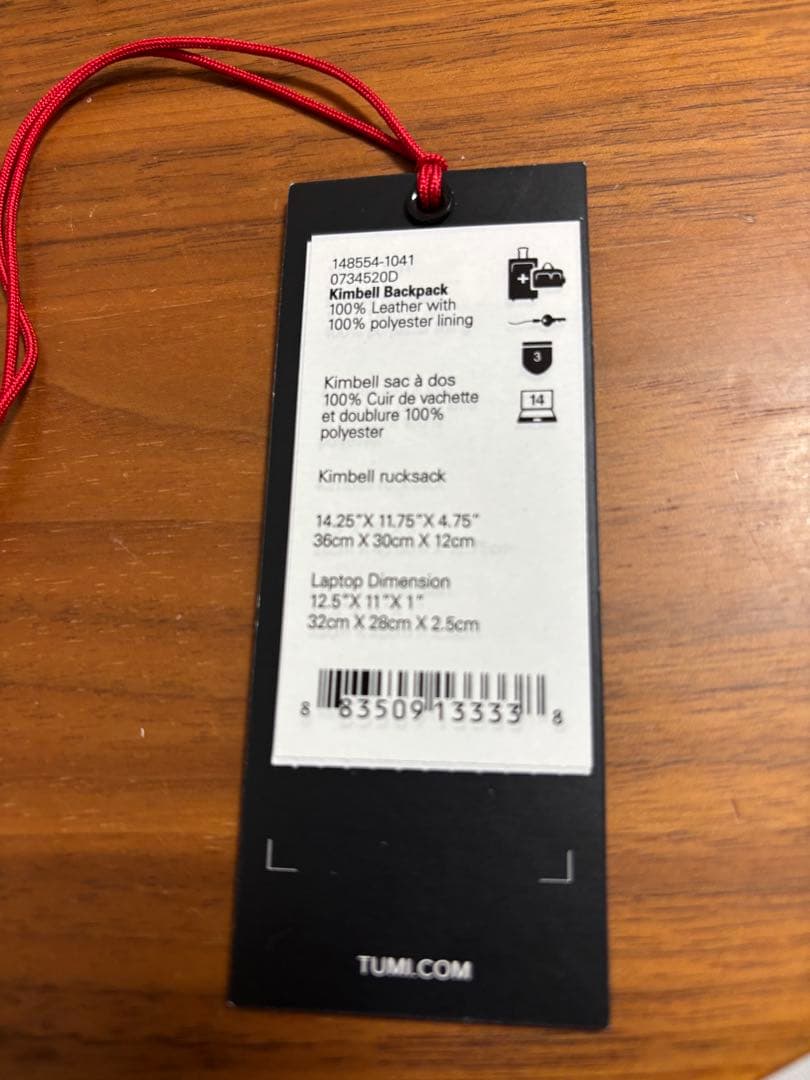 148554-1041
0734520D
Kimbell Backpack
100% Leather with
100% polyester lining
3
14
Kimbell sac à dos
100% Cuir de vachette
et doublure 100%
polyester
Kimbell rucksack
14.25"X 11.75"X 4.75"
36cm X 30cm X 12cm
Laptop Dimension
12.5"X 11"X 1"
32cm X 28cm X 2.5cm
8 83509 13333 8
TUMI.COM